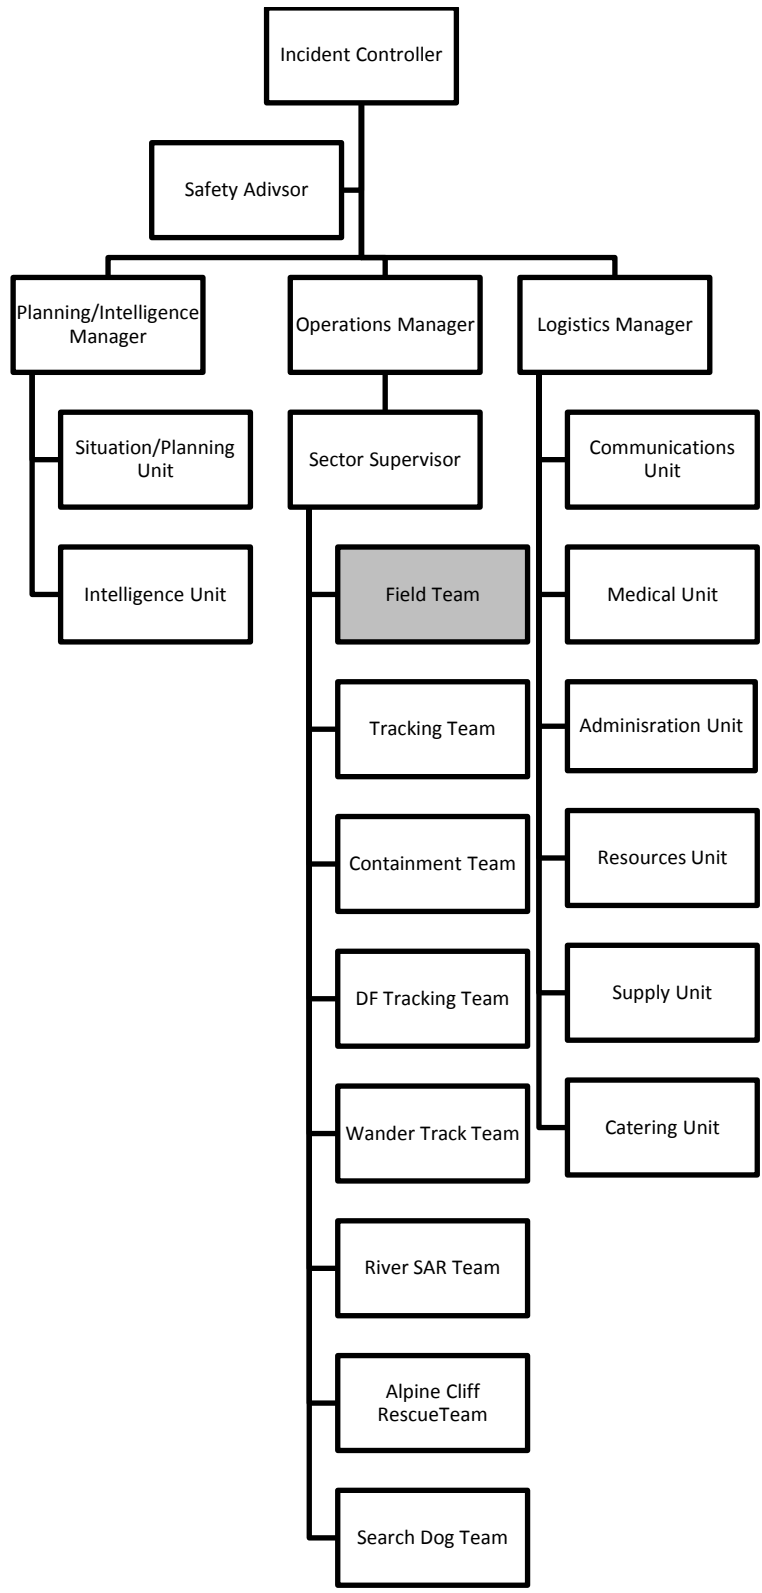 Incident Controller
Safety Adivsor
Planning/Intelligence
Manager
Operations Manager
Logistics Manager
Situation/Planning
Unit
Intelligence Unit
Sector Supervisor
Field Team
Tracking Team
Containment Team
DF Tracking Team
Wander Track Team
River SAR Team
Alpine Cliff
RescueTeam
Search Dog Team
Communications
Unit
Medical Unit
Adminisration Unit
Resources Unit
Supply Unit
Catering Unit